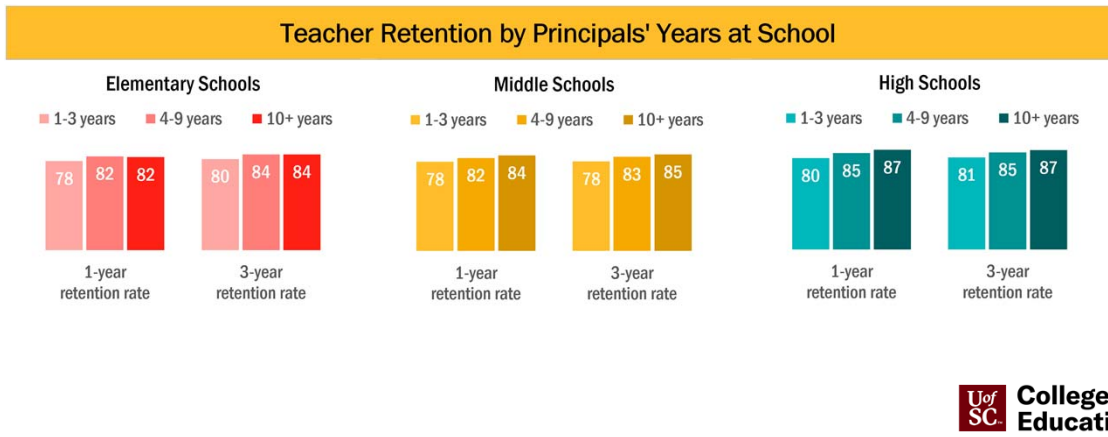 Teacher Retention by Principals' Years at School
Elementary Schools
1-3 years 4-9 years 10+ years
78 82 82 80 84 84
1-year retention rate
3-year retention rate
Middle Schools
1-3 years 4-9 years 10+ years
78 82 84 78 83 85
1-year retention rate
3-year retention rate
High Schools
1-3 years 4-9 years 10+ years
80 85 87 81 85 87
1-year retention rate
3-year retention rate
U of SC
College
Educati